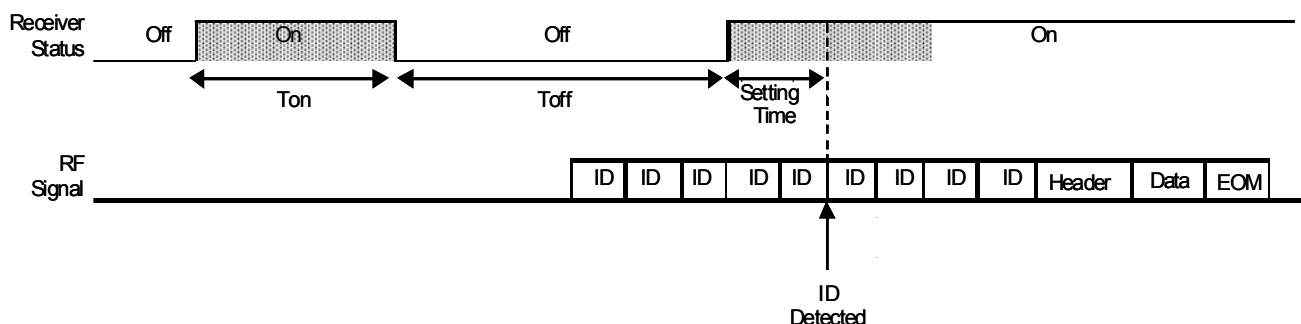 Receiver
Status
Off
On
Off
On
Ton
Toff
Setting
Time
RF
Signal
ID ID ID ID ID ID ID ID ID Header Data EOM
ID
Detected